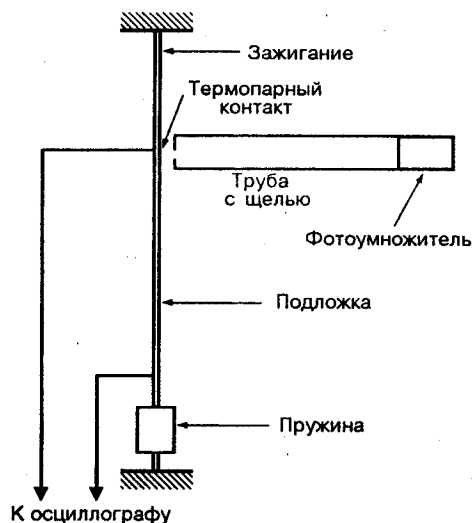 Зажигание
Термопарный
контакт
Труба
с щелью
Фотоумножитель
Подложка
Пружина
К осциллографу